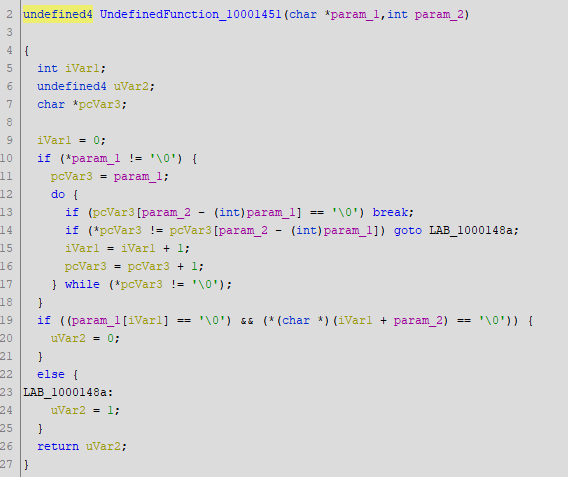 2 undefined4 UndefinedFunction_10001451(char *param_1,int param_2)
3
4 {
5   int iVar1;
6   undefined4 uVar2;
7   char *pcVar3;
8
9   iVar1 = 0;
10   if (*param_1 != '\0') {
11     pcVar3 = param_1;
12     do {
13       if (pcVar3[param_2 - (int)param_1] == '\0') break;
14       if (*pcVar3 != pcVar3[param_2 - (int)param_1]) goto LAB_1000148a;
15       iVar1 = iVar1 + 1;
16       pcVar3 = pcVar3 + 1;
17     } while (*pcVar3 != '\0');
18   }
19   if ((param_1[iVar1] == '\0') && (*(char *)(iVar1 + param_2) == '\0')) {
20     uVar2 = 0;
21   }
22   else {
23 LAB_1000148a:
24     uVar2 = 1;
25   }
26   return uVar2;
27 }